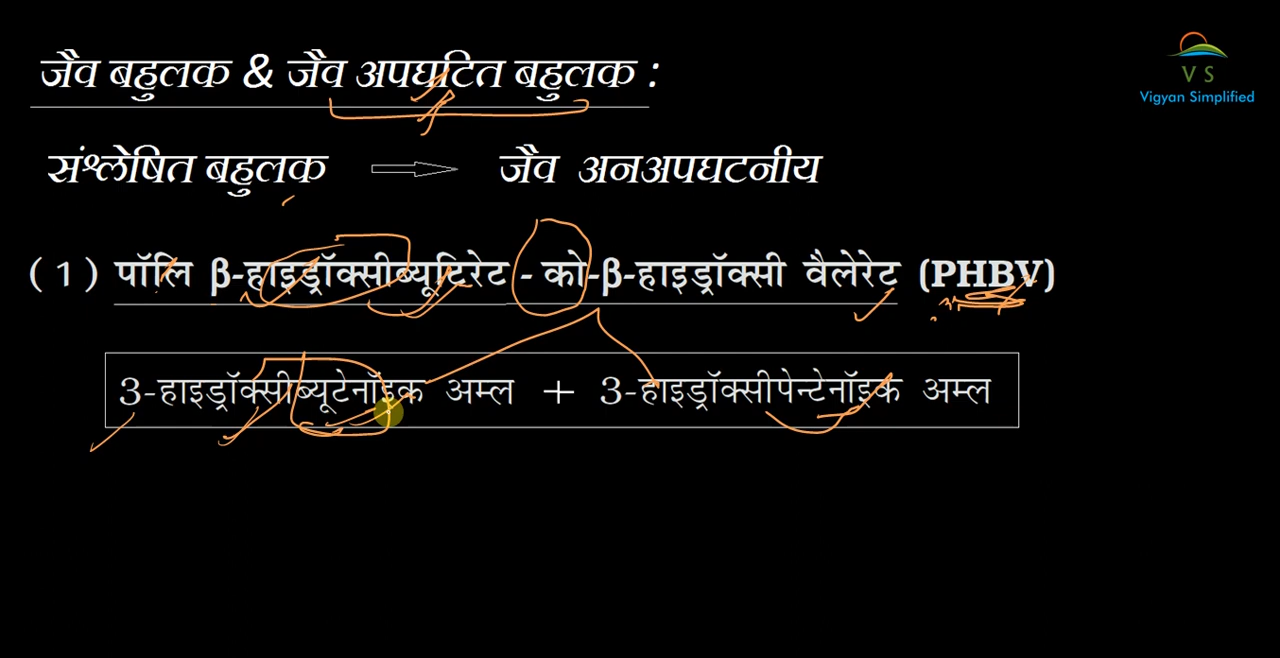 जैव बहुलक & जैव अपघटित बहुलक :
V S
Vigyan Simplified
संश्लेषित बहुलक ⇒ जैव अनअपघटनीय
(1) पॉलि β-हाइड्रॉक्सीब्यूटिरेट - को-β-हाइड्रॉक्सी वैलेरेट (PHBV)
3-हाइड्रॉक्सीब्यूटेनॉइक अम्ल + 3-हाइड्रॉक्सीपेन्टेनॉइक अम्ल